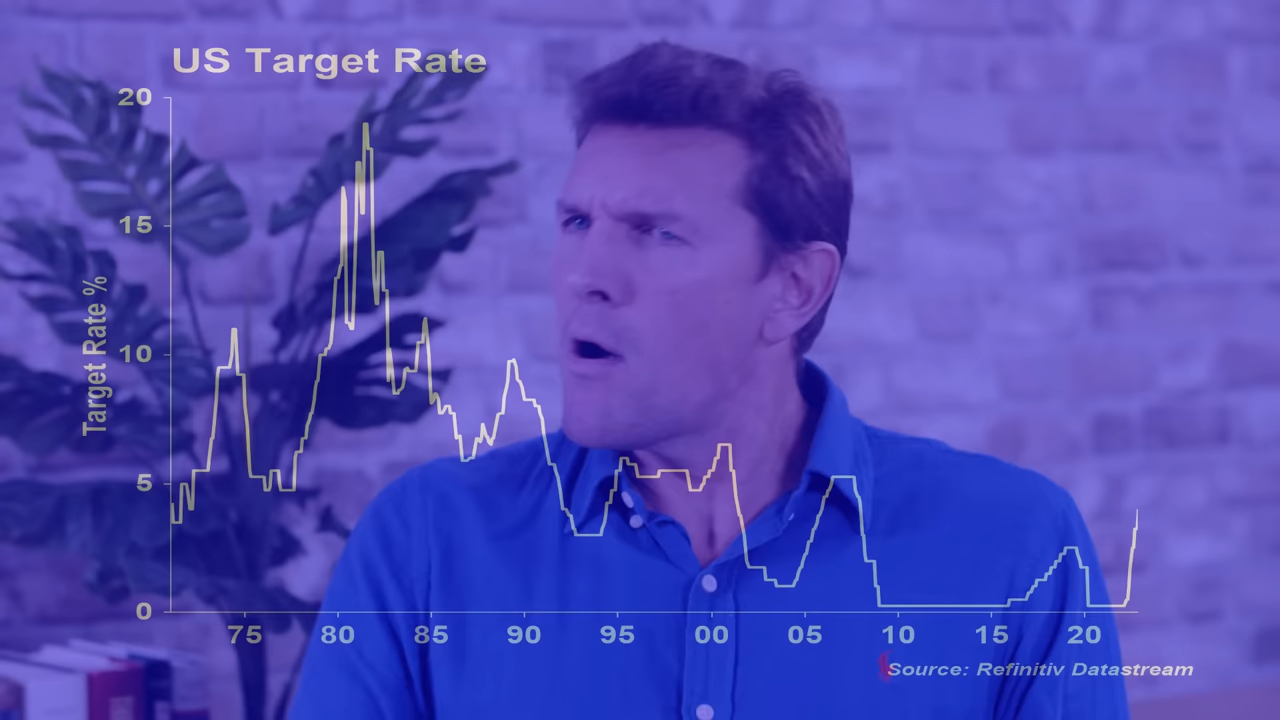 US Target Rate
20
15
10
5
0
Target Rate %
75 80 85 90 95 00 05 10 15 20
Source: Refinitiv Datastream